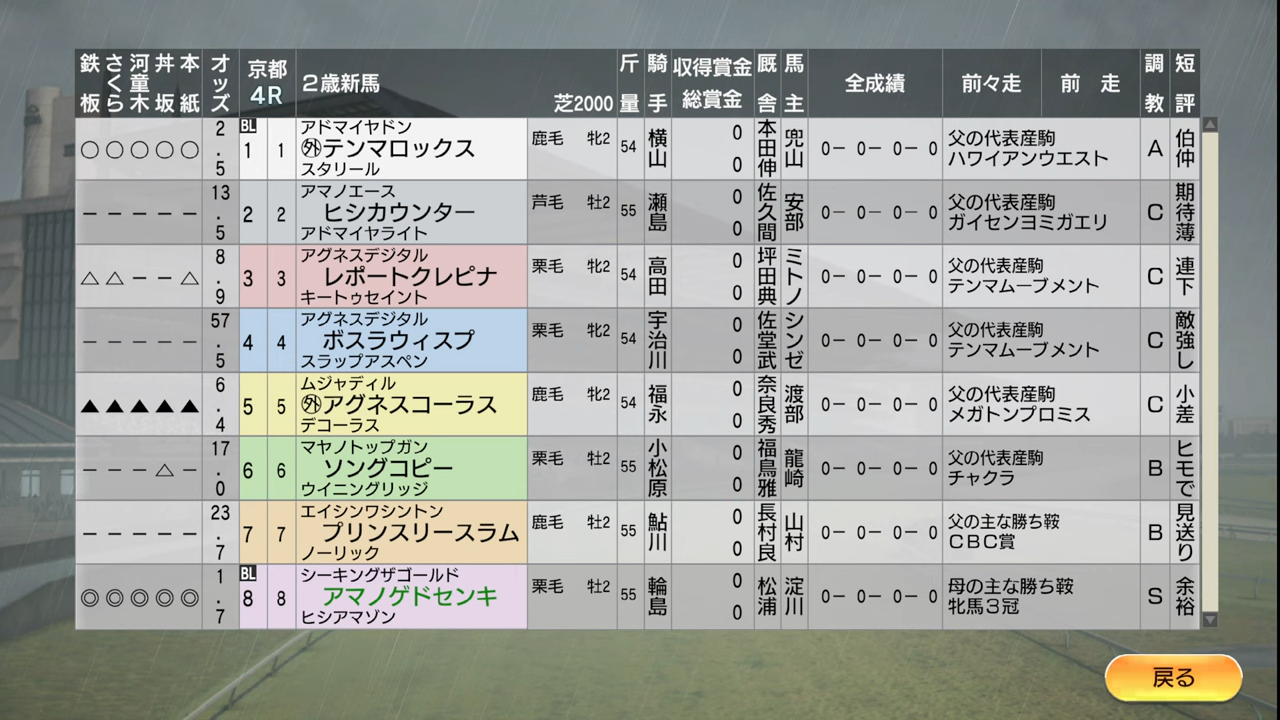 鉄板 さくら 河童木 丼坂 本紙 オッズ 京都4R 2歳新馬 芝2000 斤量 騎手 収得賞金 総賞金 厩舎 馬主 全成績 前々走 前 走 調教 短評
○○○○○ 2.5 BL 1 1 アドマイヤドン 鹿毛 牝2 54 横山 0 本田伸 兜山 0- 0- 0- 0 父の代表産駒 A 伯仲
外テンマロックス
スタリール 0 ハワイアンウエスト
- - - - - 13.5 2 2 アマノエース 芦毛 牡2 55 瀬島 0 佐久間 安部 0- 0- 0- 0 父の代表産駒 C 期待薄
ヒシカウンター
アドマイヤライト 0 ガイセンヨミガエリ
△△- -△ 8.9 3 3 アグネスデジタル 栗毛 牝2 54 高田 0 坪田典 ミトノ 0- 0- 0- 0 父の代表産駒 C 連下
レポートクレピナ
キートゥセイント 0 テンマムーブメント
- - - - - 57.5 4 4 アグネスデジタル 栗毛 牝2 54 宇治川 0 佐堂武 シンゼ 0- 0- 0- 0 父の代表産駒 C 敵強し
ボスラウィスプ
スラップアスペン 0 テンマムーブメント
▲▲▲▲▲ 6.4 5 5 ムジャディル 鹿毛 牝2 54 福永 0 奈良秀 渡部 0- 0- 0- 0 父の代表産駒 C 小差
外アグネスコーラス
デコーラス 0 メガトンプロミス
- - -△- 17.0 6 6 マヤノトップガン 栗毛 牡2 55 小松原 0 福鳥雅 龍崎 0- 0- 0- 0 父の代表産駒 B ヒモで
ソングコピー
ウイニングリッジ 0 チャクラ
- - - - - 23.7 7 7 エイシンワシントン 鹿毛 牡2 55 鮎川 0 長村良 山村 0- 0- 0- 0 父の主な勝ち鞍 B 見送り
プリンスリースラム
ノーリック 0 CBC賞
◎◎◎◎◎ 1.7 BL 8 8 シーキングザゴールド 栗毛 牡2 55 輪島 0 松浦 淀川 0- 0- 0- 0 母の主な勝ち鞍 S 余裕
アマノゲドセンキ
ヒシアマゾン 0 牝馬3冠
戻る